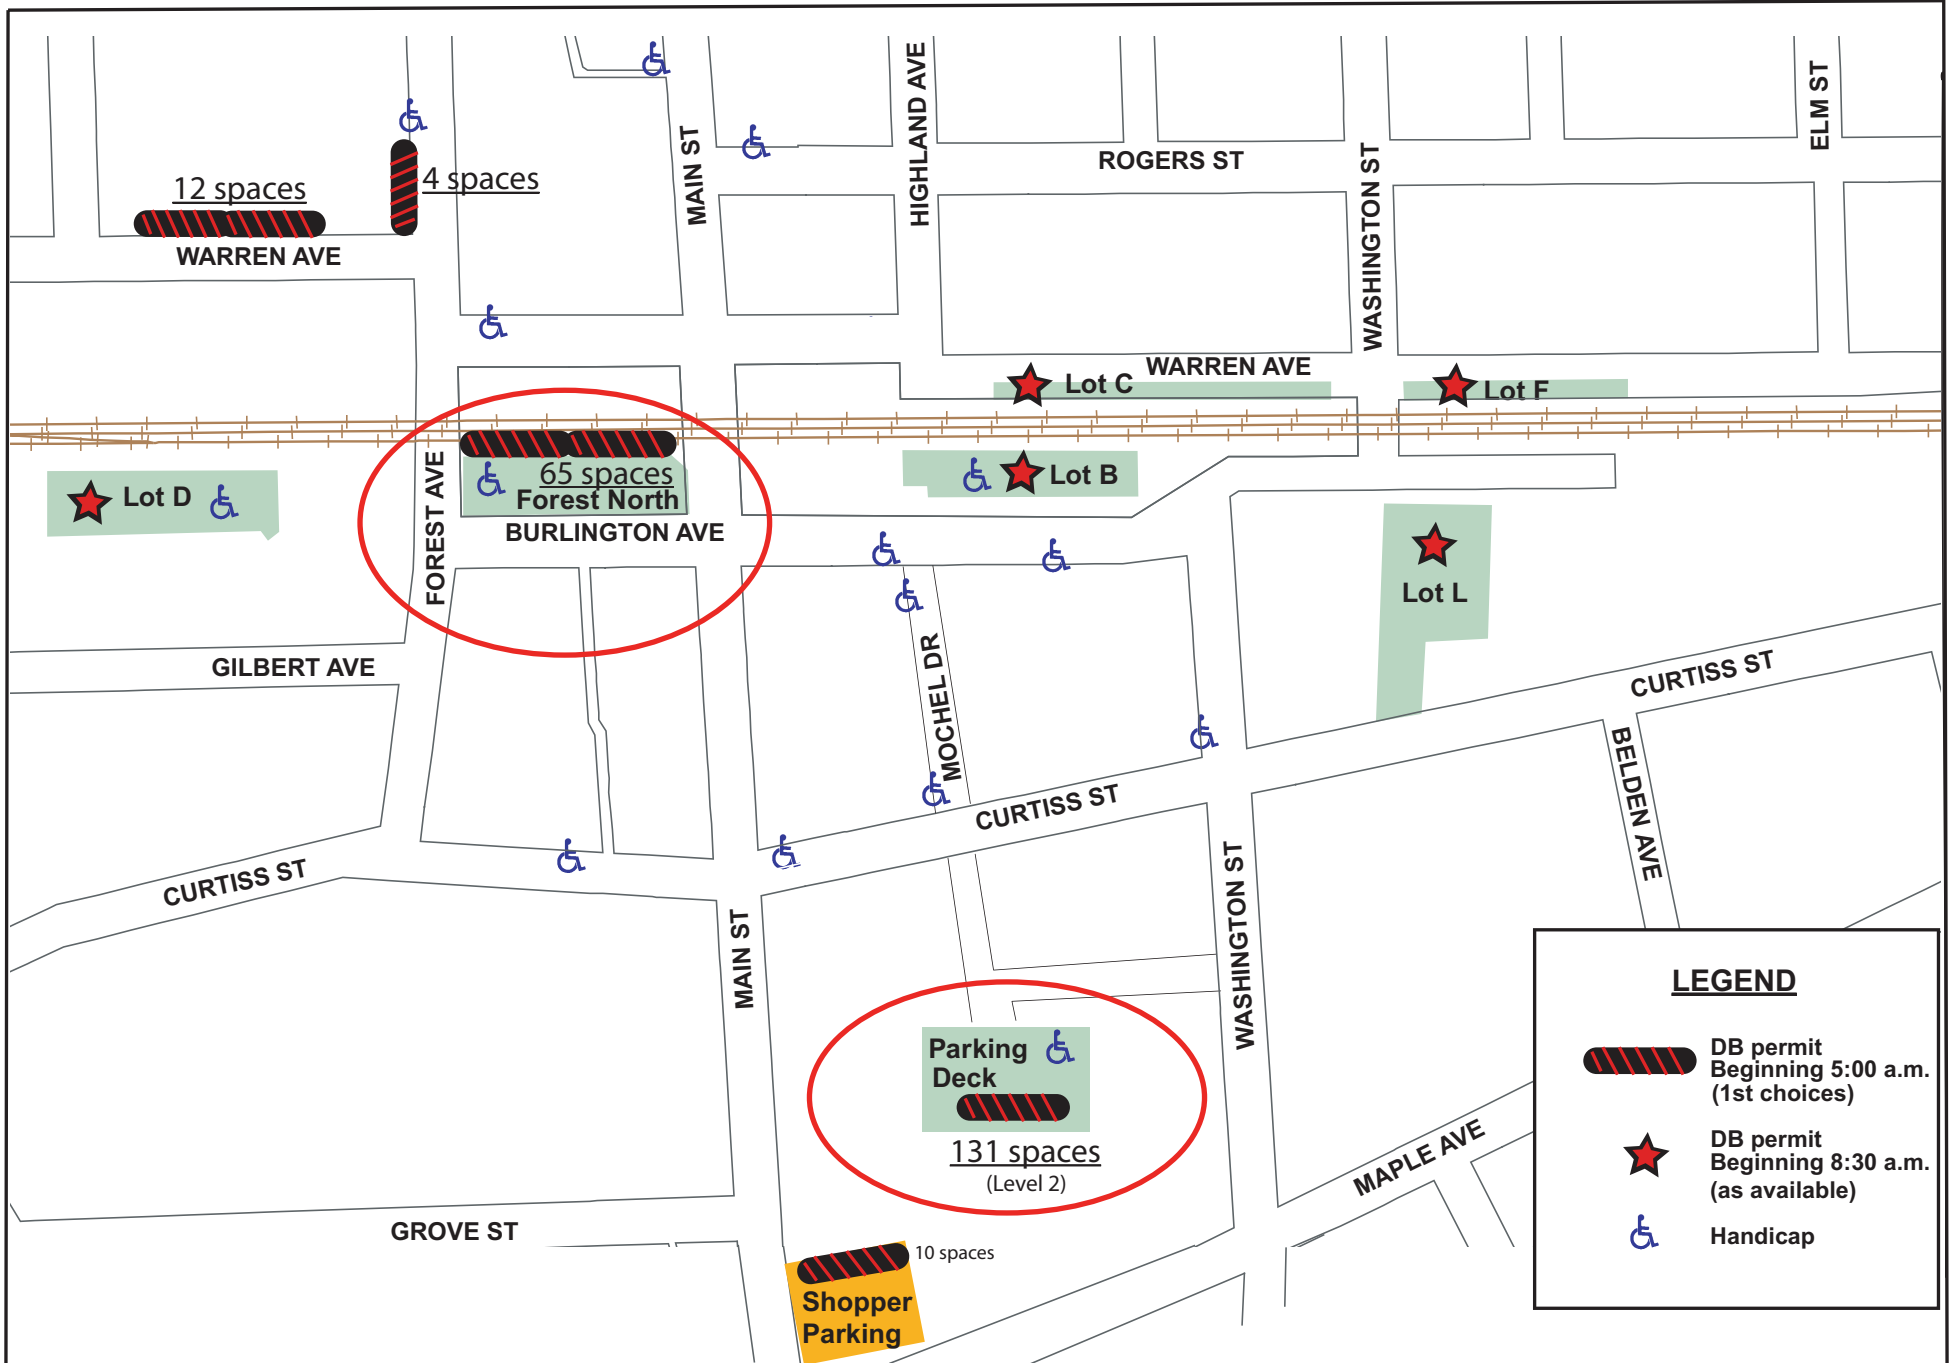 MAIN ST
HIGHLAND AVE
ROGERS ST
WASHINGTON ST
ELM ST
12 spaces
4 spaces
WARREN AVE
WARREN AVE
Lot C
Lot F
65 spaces
Forest North
BURLINGTON AVE
FOREST AVE
Lot D
Lot B
Lot L
GILBERT AVE
MOCHEL DR
CURTISS ST
CURTISS ST
CURTISS ST
BELDEN AVE
MAIN ST
WASHINGTON ST
Parking
Deck
131 spaces
(Level 2)
MAPLE AVE
GROVE ST
10 spaces
Shopper
Parking
LEGEND
DB permit
Beginning 5:00 a.m.
(1st choices)
DB permit
Beginning 8:30 a.m.
(as available)
Handicap